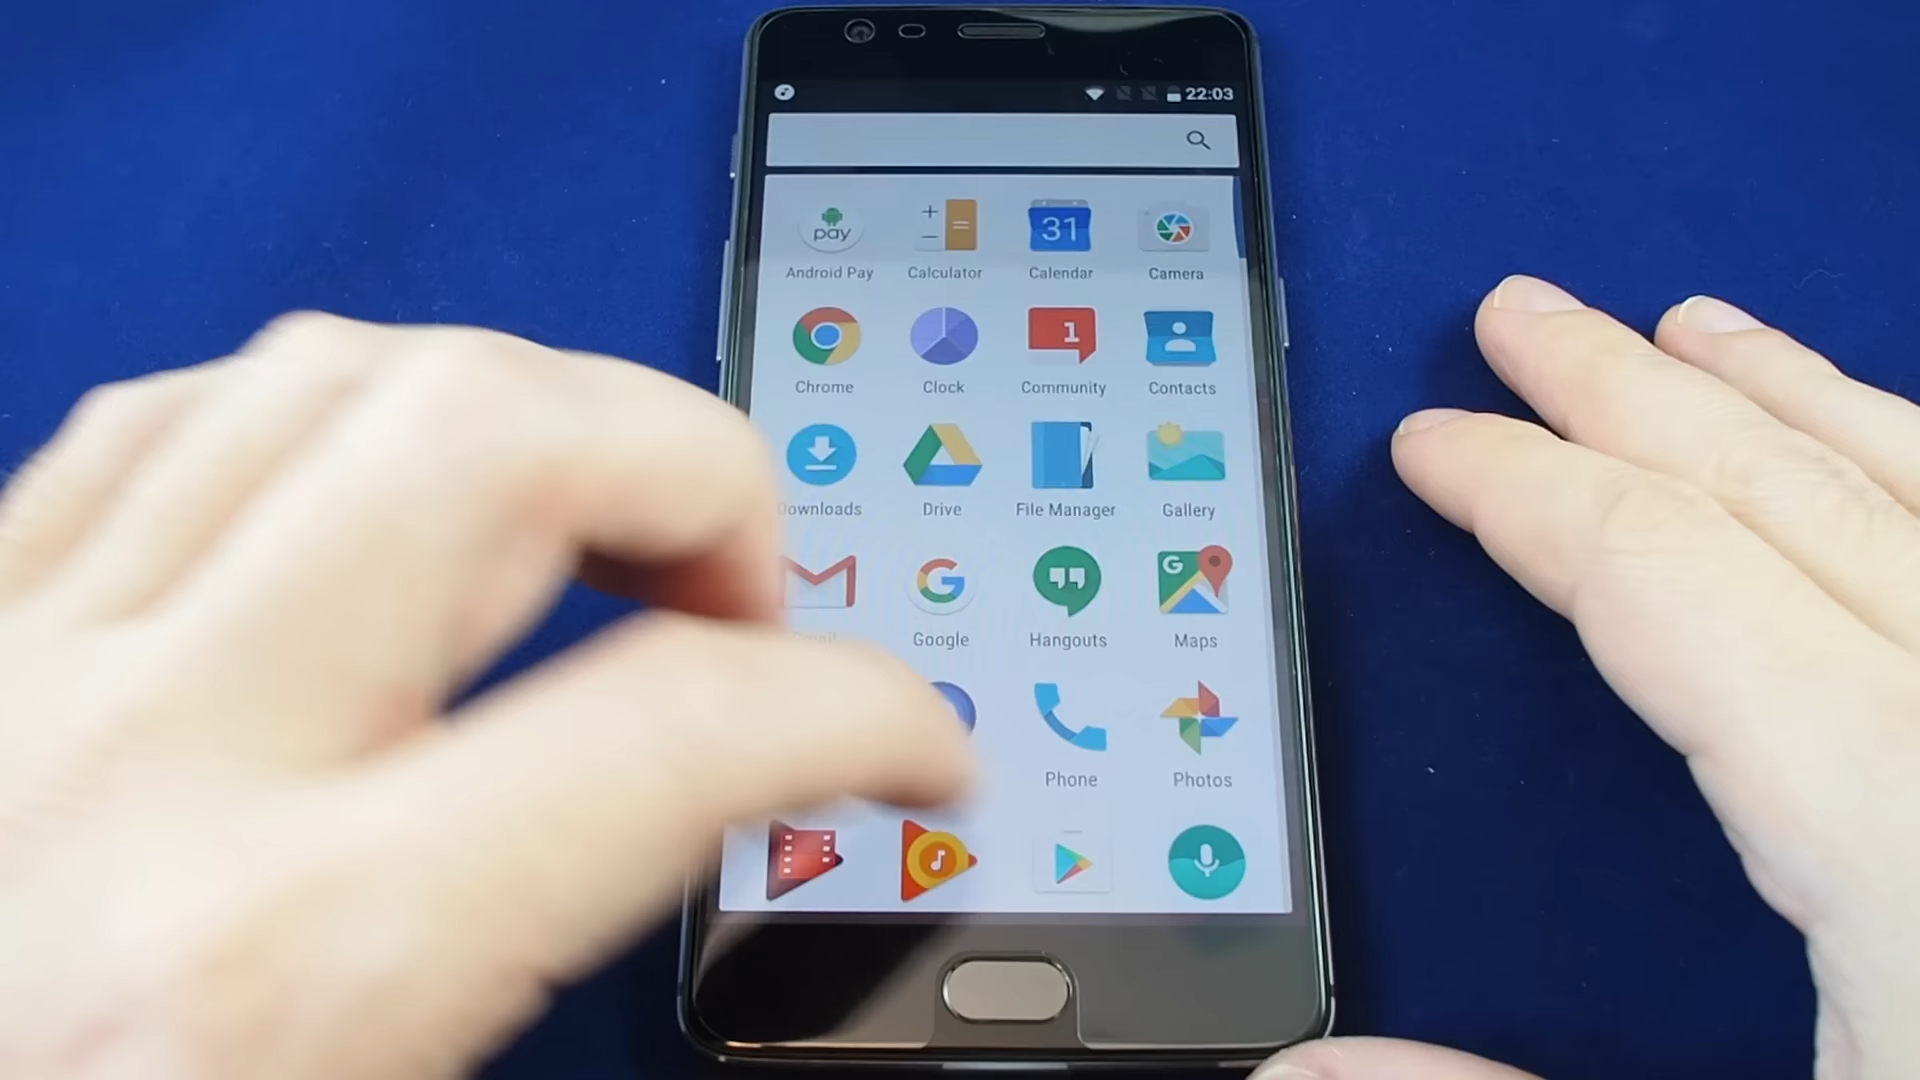 22:03
pay
+
=
−
31
Android Pay Calculator Calendar Camera
1
Chrome Clock Community Contacts
Downloads Drive File Manager Gallery
G
Gmail Google Hangouts Maps
Phone Photos